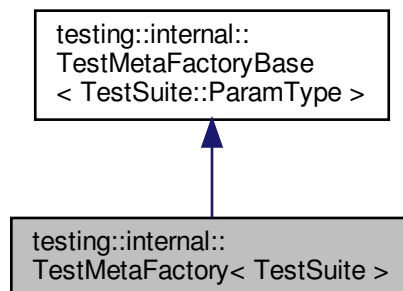 testing::internal::
TestMetaFactoryBase
< TestSuite::ParamType >
testing::internal::
TestMetaFactory< TestSuite >